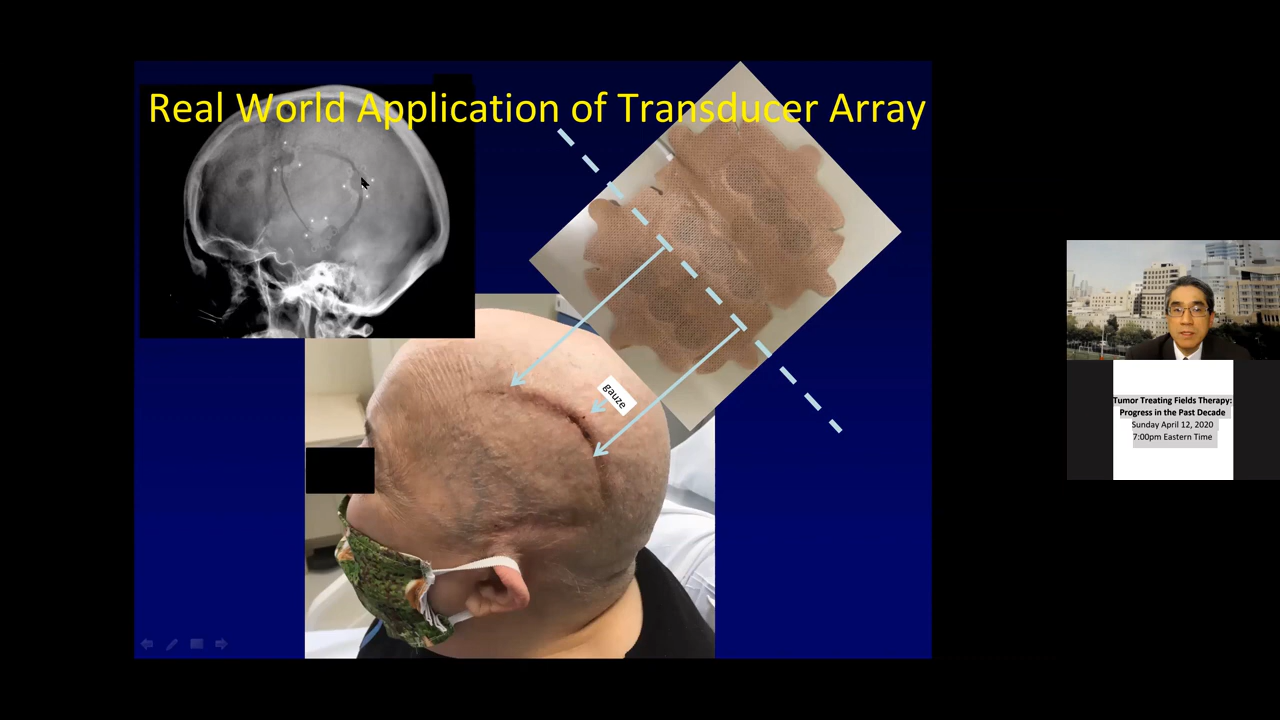 Real World Application of Transducer Array
gauze
Tumor Treating Fields Therapy:
Progress in the Past Decade
Sunday April 12, 2020
7:00pm Eastern Time